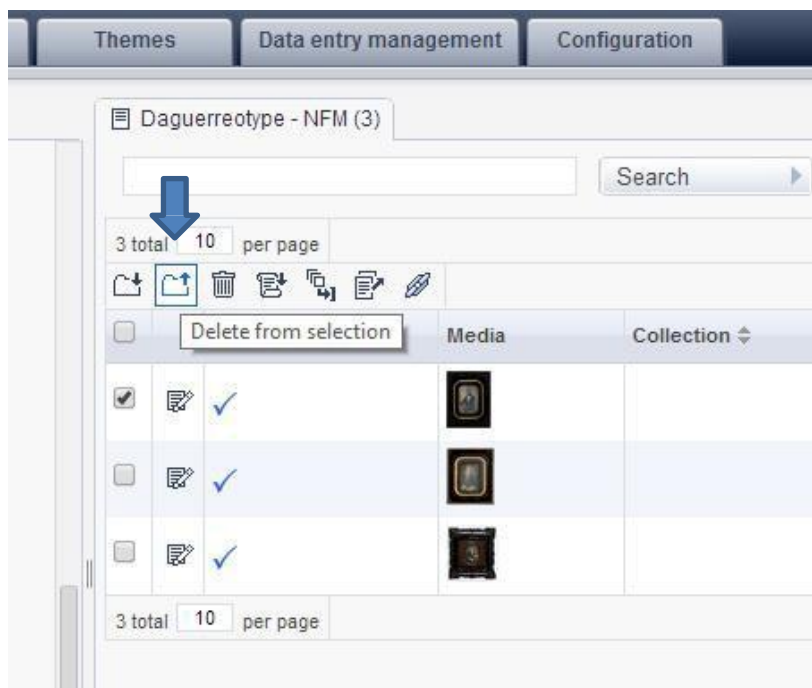 Themes Data entry management Configuration
Daguerreotype - NFM (3)
Search
3 total 10 per page
Delete from selection
Media Collection
3 total 10 per page